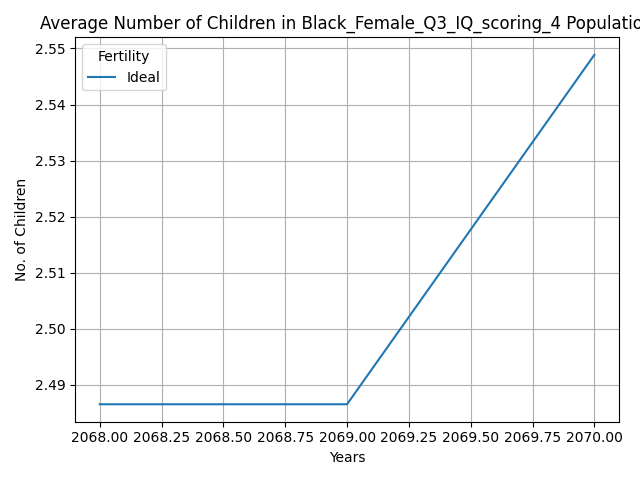 Average Number of Children in Black_Female_Q3_IQ_scoring_4 Populatio
Fertility
Ideal
2.55
2.54
2.53
2.52
2.51
2.50
2.49
No. of Children
2068.00 2068.25 2068.50 2068.75 2069.00 2069.25 2069.50 2069.75 2070.00
Years